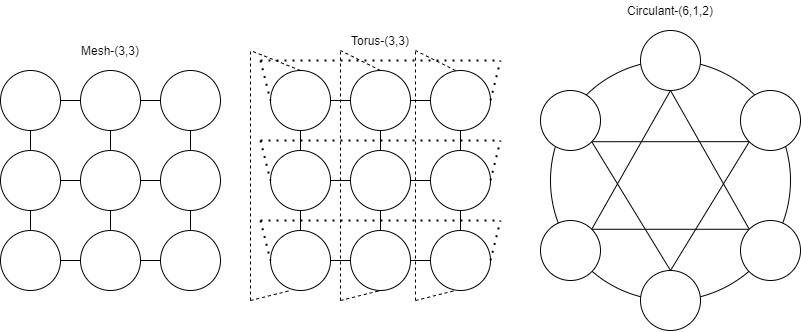 Mesh-(3,3)
Torus-(3,3)
Circulant-(6,1,2)